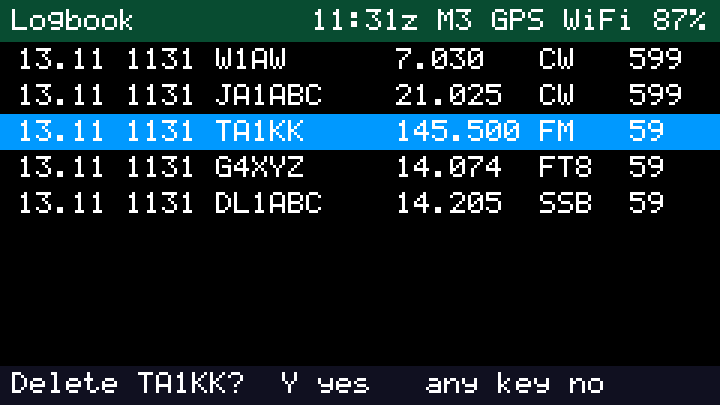 Logbook 11:31z M3 GPS WiFi 87%
13.11 1131 W1AW 7.030 CW 599
13.11 1131 JA1ABC 21.025 CW 599
13.11 1131 TA1KK 145.500 FM 59
13.11 1131 G4XYZ 14.074 FT8 59
13.11 1131 DL1ABC 14.205 SSB 59
Delete TA1KK? Y yes any key no